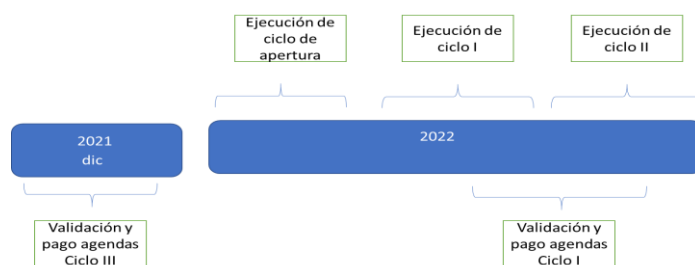 Ejecución de
ciclo de
apertura
Ejecución de
ciclo I
Ejecución de
ciclo II
2021
dic
2022
Validación y
pago agendas
Ciclo III
Validación y
pago agendas
Ciclo I